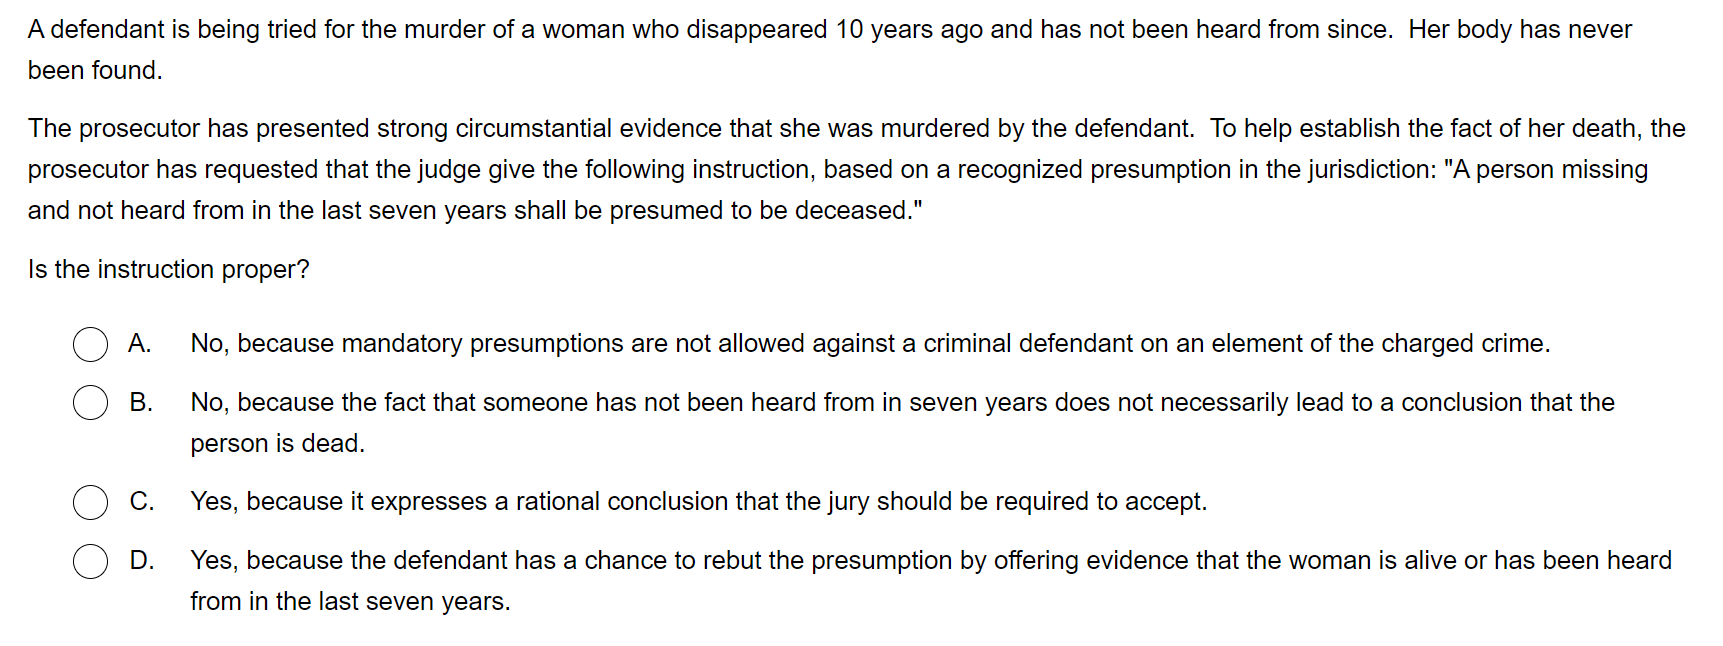 A defendant is being tried for the murder of a woman who disappeared 10 years ago and has not been heard from since.  Her body has never
been found.
The prosecutor has presented strong circumstantial evidence that she was murdered by the defendant.  To help establish the fact of her death, the
prosecutor has requested that the judge give the following instruction, based on a recognized presumption in the jurisdiction: "A person missing
and not heard from in the last seven years shall be presumed to be deceased."
Is the instruction proper?
A. No, because mandatory presumptions are not allowed against a criminal defendant on an element of the charged crime.
B. No, because the fact that someone has not been heard from in seven years does not necessarily lead to a conclusion that the
person is dead.
C. Yes, because it expresses a rational conclusion that the jury should be required to accept.
D. Yes, because the defendant has a chance to rebut the presumption by offering evidence that the woman is alive or has been heard
from in the last seven years.